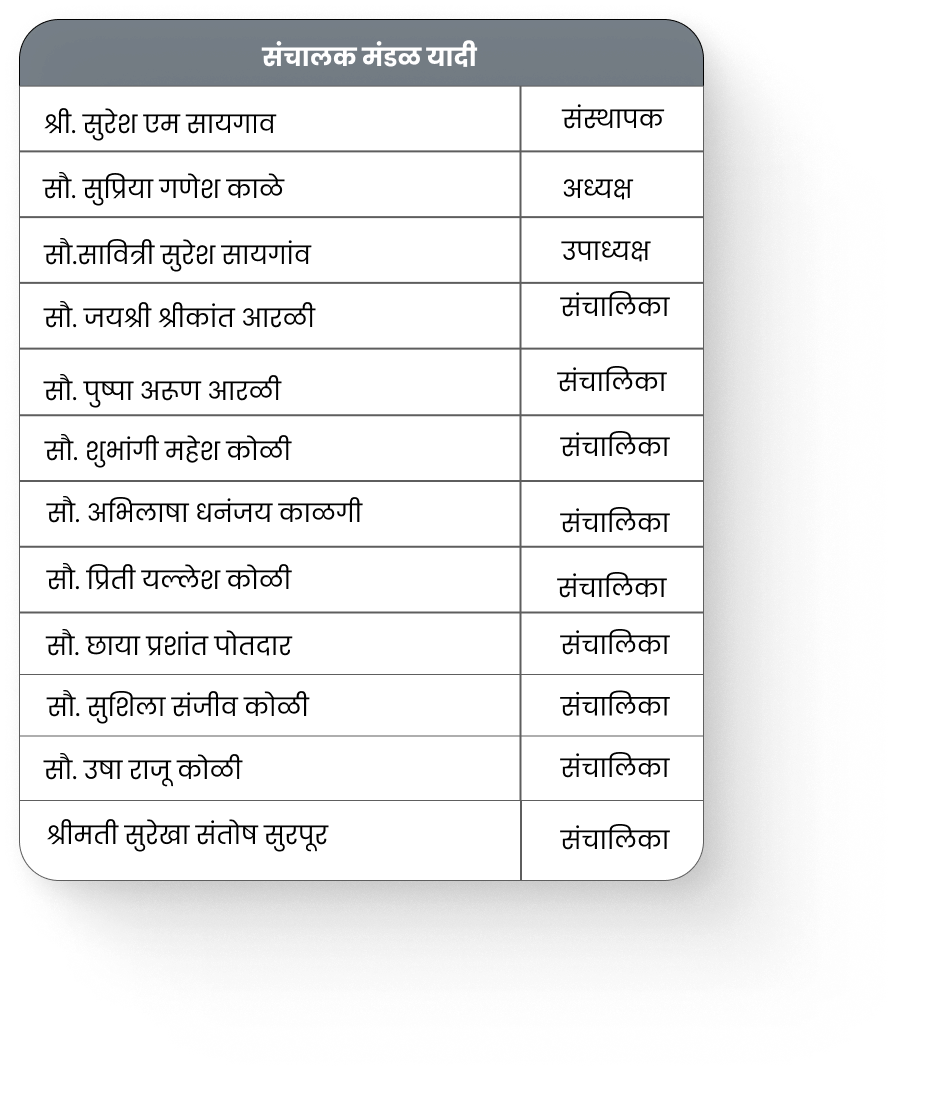 संचालक मंडळ यादी
श्री. सुरेश एम सायगाव संस्थापक
सौ. सुप्रिया गणेश काळे अध्यक्ष
सौ.सावित्री सुरेश सायगांव उपाध्यक्ष
सौ. जयश्री श्रीकांत आरळी संचालिका
सौ. पुष्पा अरूण आरळी संचालिका
सौ. शुभांगी महेश कोळी संचालिका
सौ. अभिलाषा धनंजय काळगी संचालिका
सौ. प्रिती यल्लेश कोळी संचालिका
सौ. छाया प्रशांत पोतदार संचालिका
सौ. सुशिला संजीव कोळी संचालिका
सौ. उषा राजू कोळी संचालिका
श्रीमती सुरेखा संतोष सुरपूर संचालिका